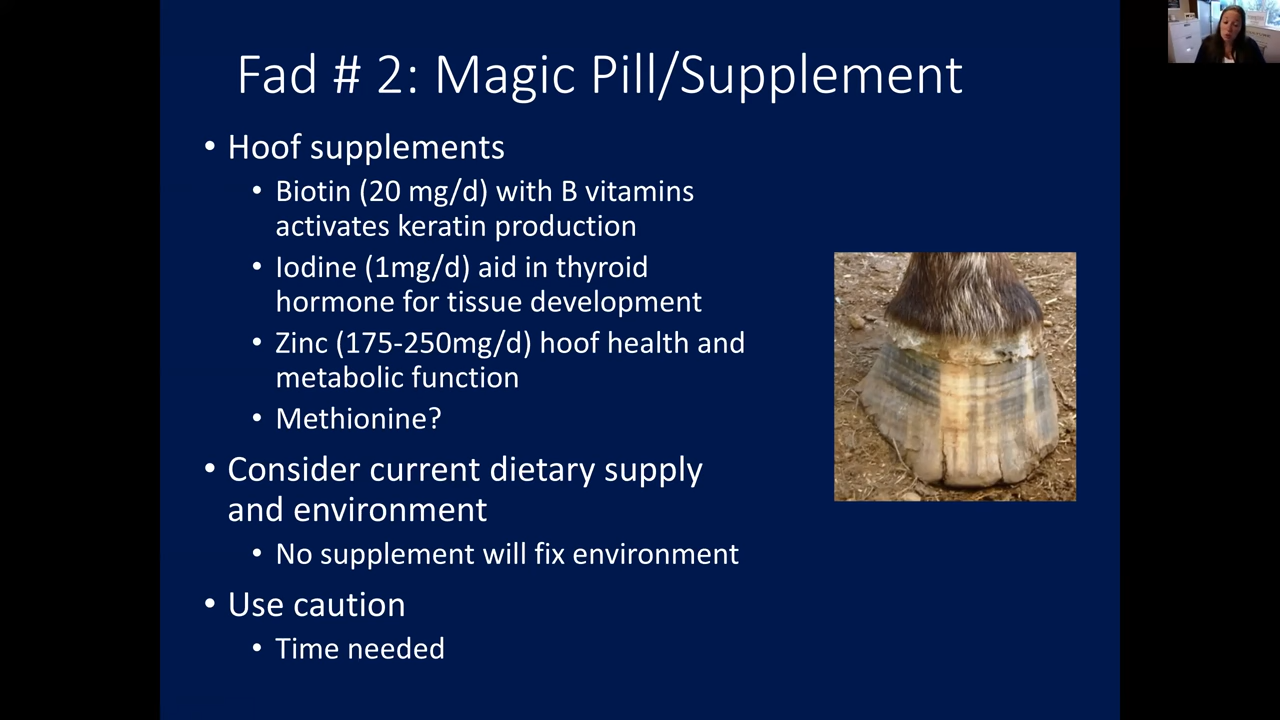 Fad # 2: Magic Pill/Supplement
• Hoof supplements
• Biotin (20 mg/d) with B vitamins
activates keratin production
• Iodine (1mg/d) aid in thyroid
hormone for tissue development
• Zinc (175-250mg/d) hoof health and
metabolic function
• Methionine?
• Consider current dietary supply
and environment
• No supplement will fix environment
• Use caution
• Time needed